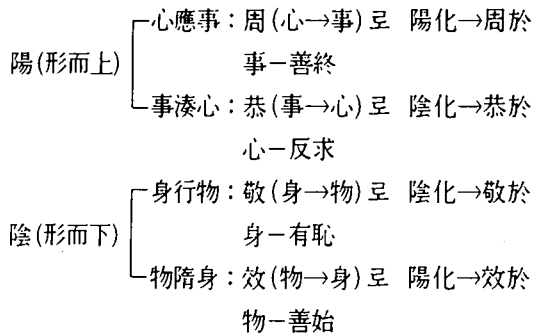 心應事：周(心→事)로 陽化→周於
陽(形而上)
事－善終
事湊心：恭(事→心)로 陰化→恭於
心－反求
身行物：敬(身→物)로 陰化→敬於
陰(形而下)
身－有恥
物隋身：效(物→身)로 陽化→效於
物－善始